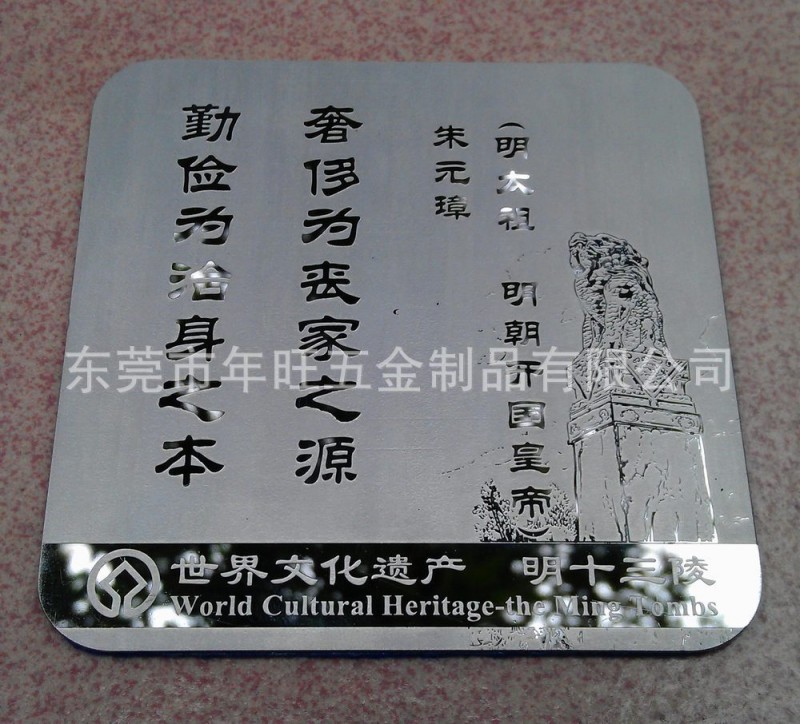 勤俭为治身之本
奢侈为丧家之源
朱元璋
(明太祖 明朝开国皇帝)
世界文化遗产 明十三陵
World Cultural Heritage-the Ming Tombs
东莞市年旺五金制品有限公司